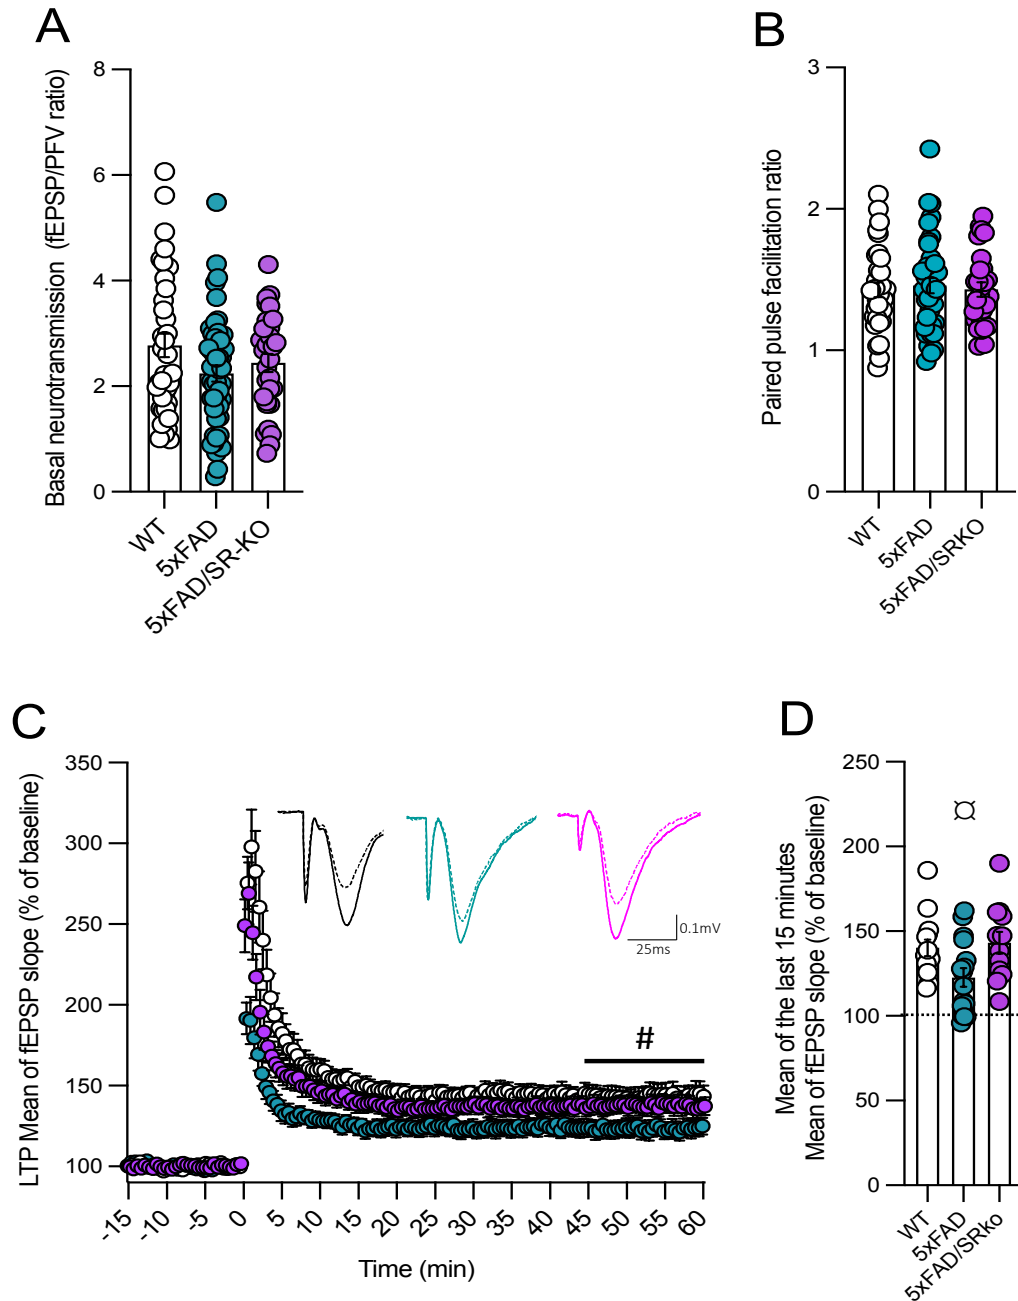 A
Basal neurotransmission (fEPSP/PFV ratio)
8
6
4
2
0
WT
5xFAD
5xFAD/SR-KO
B
Paired pulse facilitation ratio
3
2
1
0
WT
5xFAD
5xFAD/SRKO
C
LTP Mean of fEPSP slope (% of baseline)
350
300
250
200
150
100
0.1mV
25ms
#
-15 -10 -5 0 5 10 15 20 25 30 35 40 45 50 55 60
Time (min)
D
Mean of the last 15 minutes
Mean of fEPSP slope (% of baseline)
250
200
150
100
50
0
WT
5xFAD
5xFAD/SRko